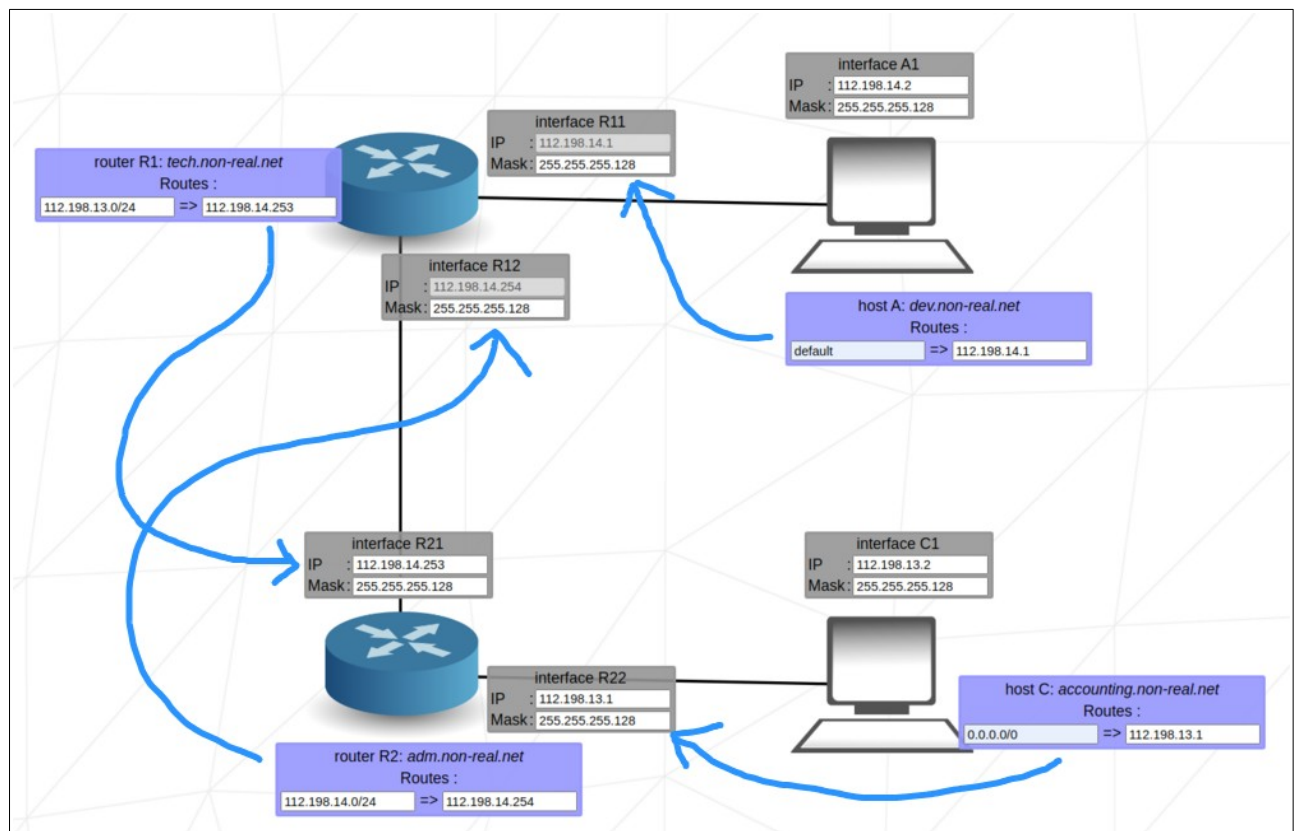 interface A1
IP : 112.198.14.2
Mask: 255.255.255.128
interface R11
IP : 112.198.14.1
Mask: 255.255.255.128
router R1: tech.non-real.net
Routes :
112.198.13.0/24 => 112.198.14.253
interface R12
IP : 112.198.14.254
Mask: 255.255.255.128
host A: dev.non-real.net
Routes :
default => 112.198.14.1
interface R21
IP : 112.198.14.253
Mask: 255.255.255.128
interface C1
IP : 112.198.13.2
Mask: 255.255.255.128
interface R22
IP : 112.198.13.1
Mask: 255.255.255.128
host C: accounting.non-real.net
Routes :
0.0.0.0/0 => 112.198.13.1
router R2: adm.non-real.net
Routes :
112.198.14.0/24 => 112.198.14.254